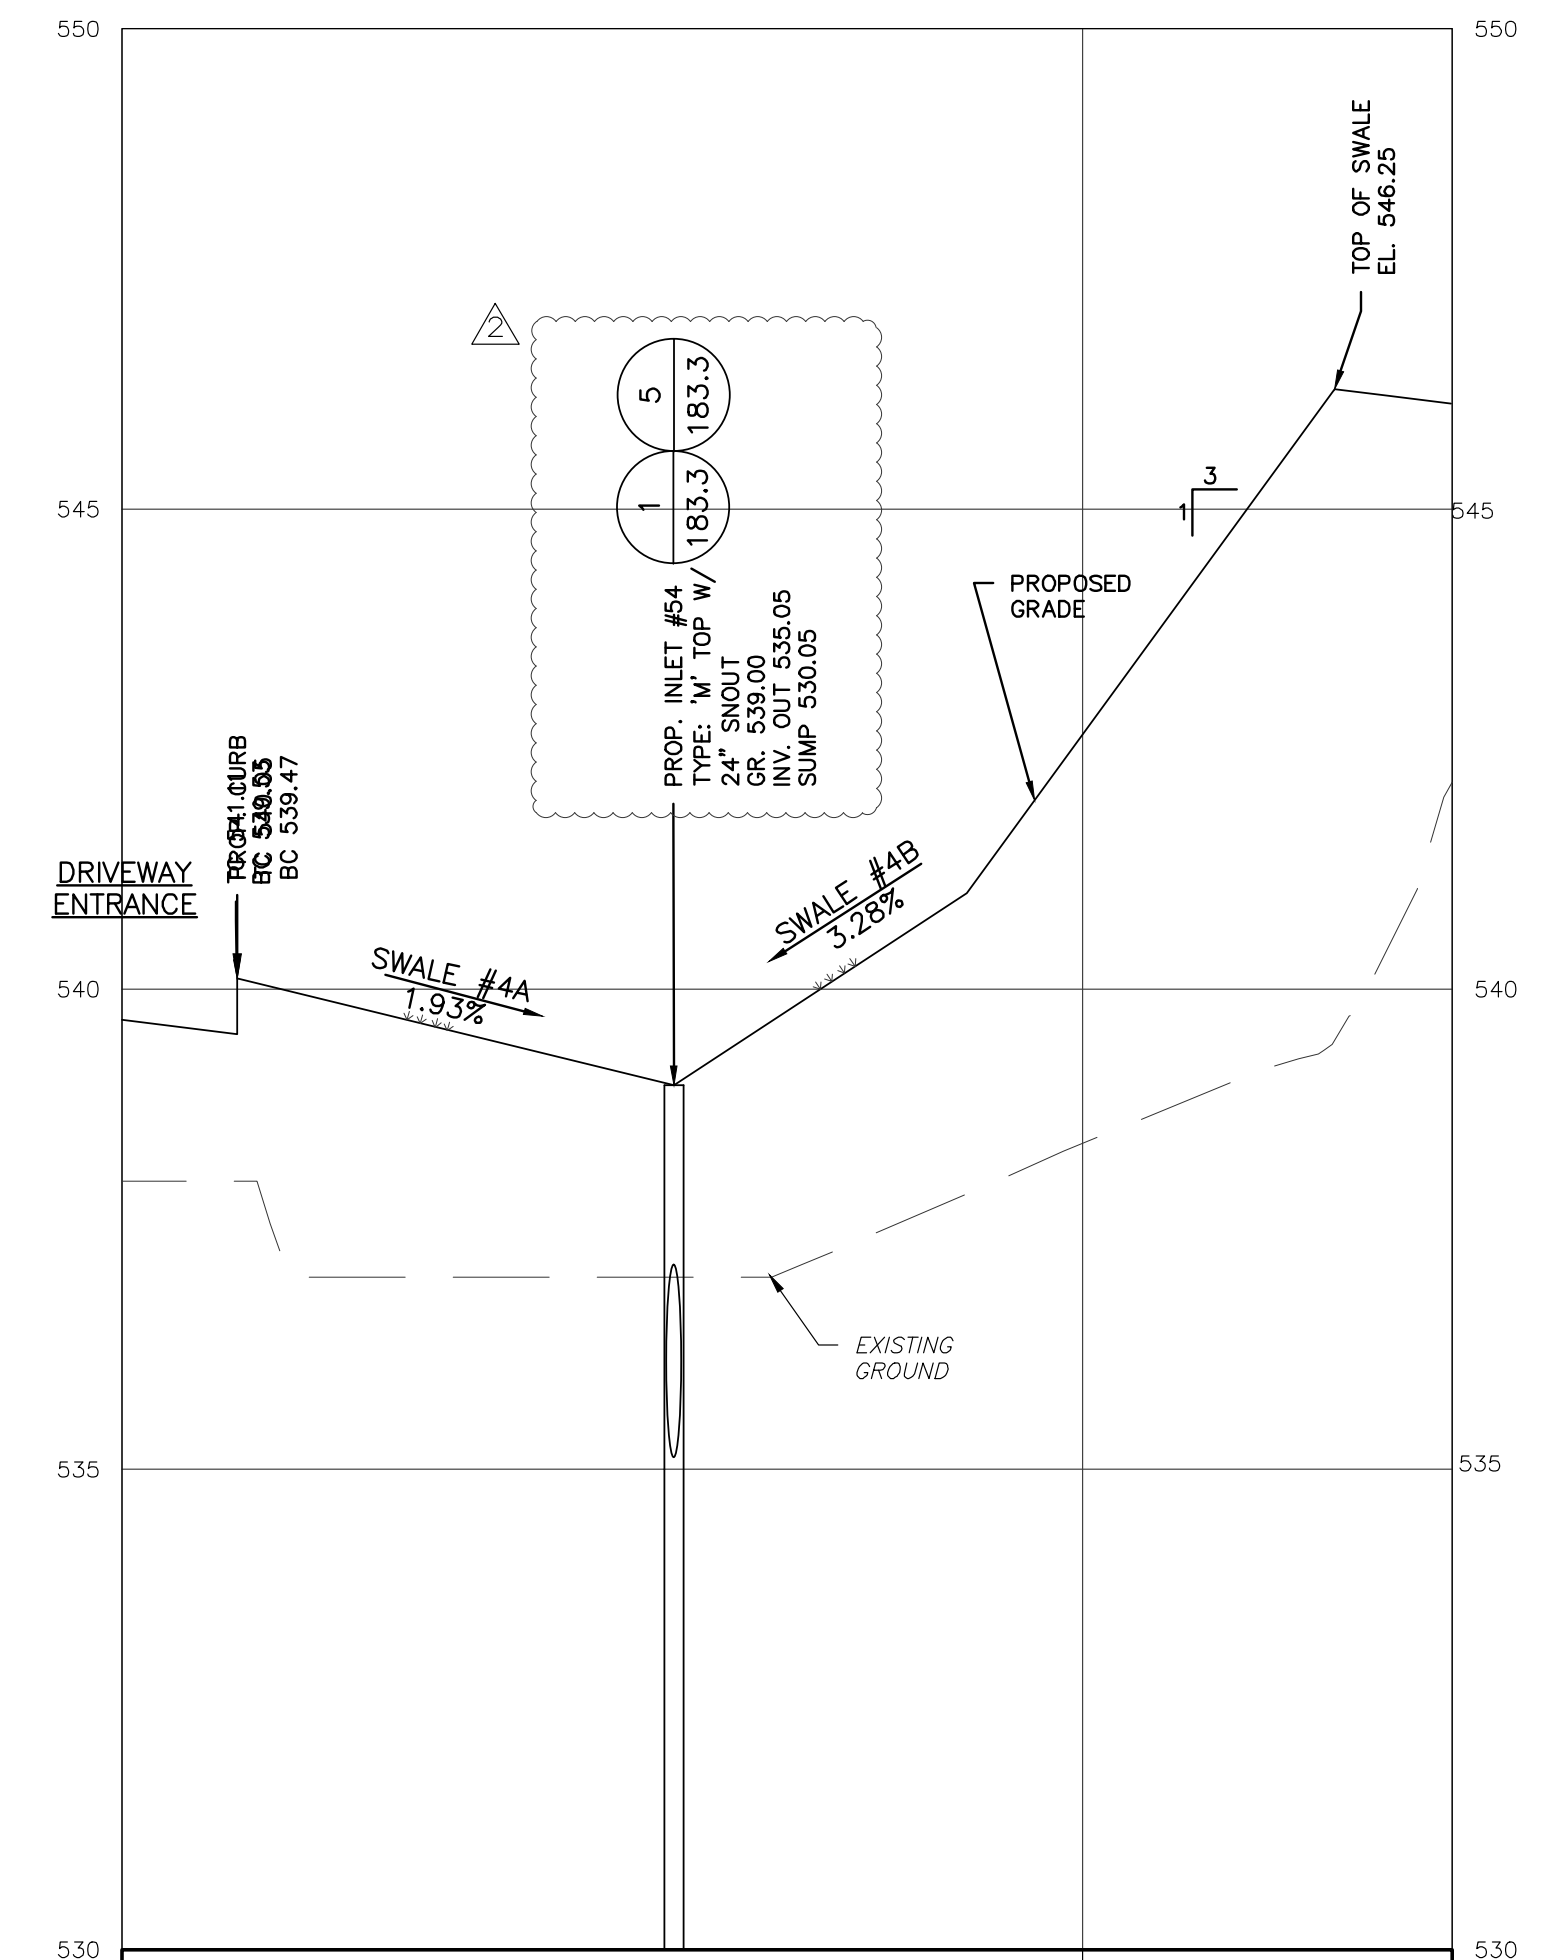 550
550
TOP OF SWALE
EL. 546.25
2
5
183.3
1
183.3
545
545
3
1
PROPOSED
GRADE
PROP. INLET #54
TYPE: 'M' TOP W/
24" SNOUT
GR. 539.00
INV. OUT 535.05
SUMP 530.05
PROP. CURB
BC 539.47
DRIVEWAY
ENTRANCE
SWALE #4A
1.93%
SWALE #4B
3.28%
540
540
EXISTING
GROUND
535
535
530
530